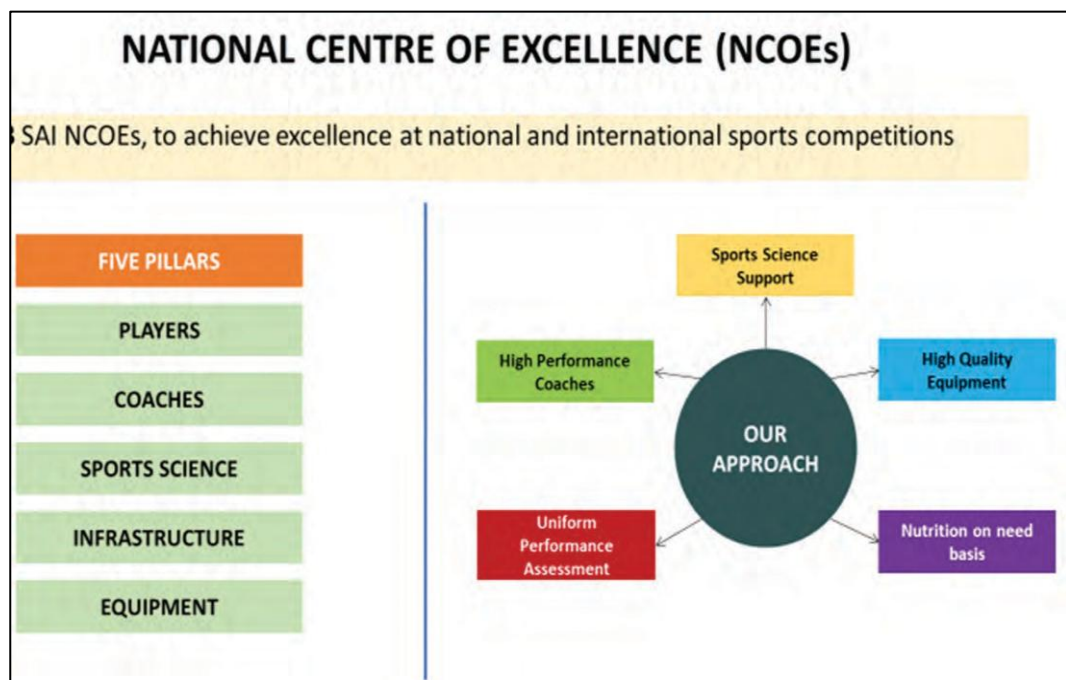 NATIONAL CENTRE OF EXCELLENCE (NCOEs)
SAI NCOEs, to achieve excellence at national and international sports competitions
FIVE PILLARS
PLAYERS
COACHES
SPORTS SCIENCE
INFRASTRUCTURE
EQUIPMENT
Sports Science
Support
High Performance
Coaches
High Quality
Equipment
OUR
APPROACH
Uniform
Performance
Assessment
Nutrition on need
basis